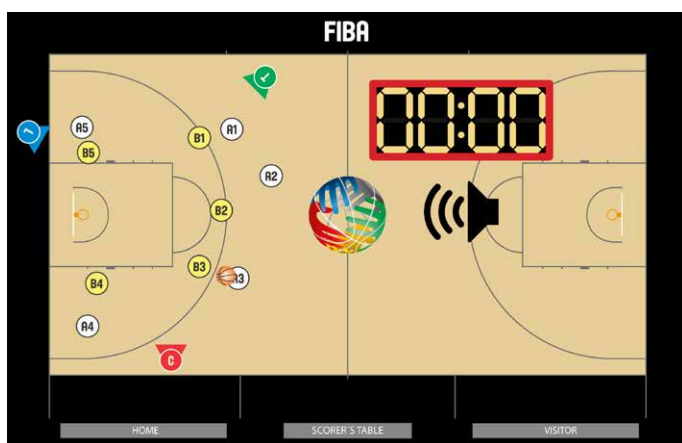 FIBA
00:00
A5
A1
B1
B5
A2
B2
B3
A3
B4
A4
C
HOME
SCORER´S TABLE
VISITOR